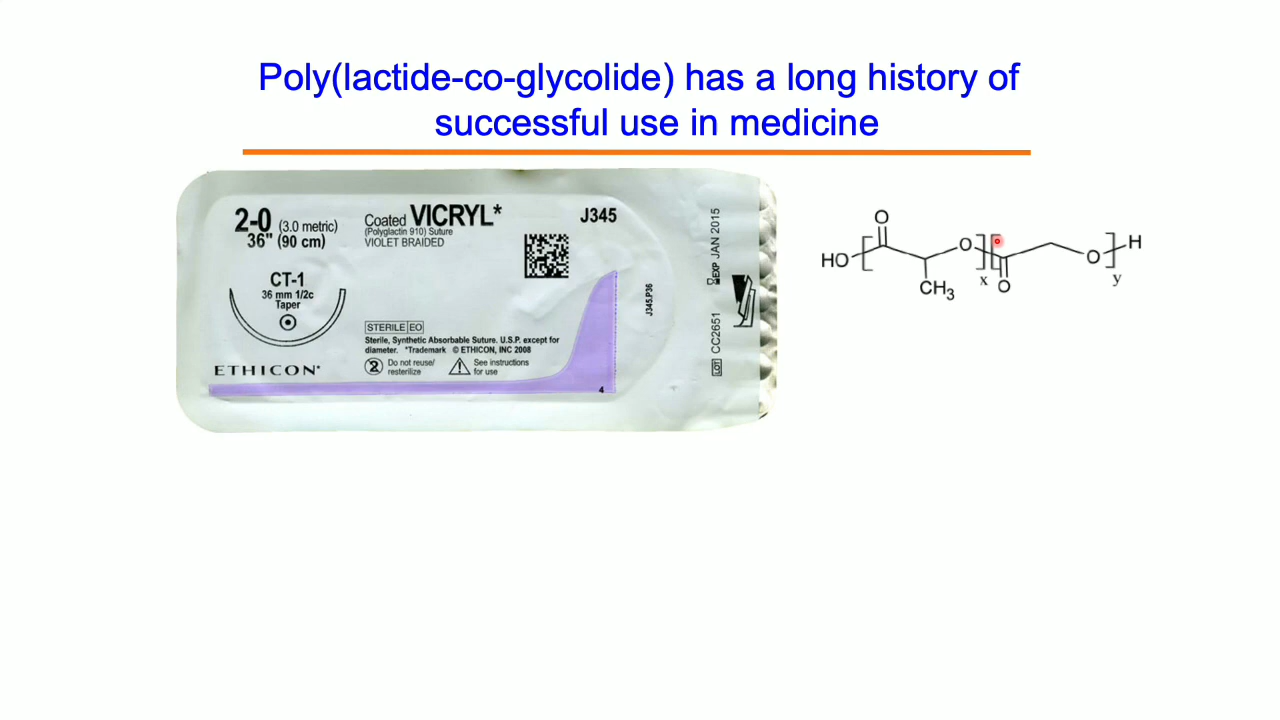 Poly(lactide-co-glycolide) has a long history of
successful use in medicine
2-0 (3.0 metric)
36" (90 cm)
CT-1
36 mm 1/2c
Taper
ETHICON*
Coated VICRYL*
(Polyglactin 910) Suture
VIOLET BRAIDED
J345
STERILE EO
Sterile, Synthetic Absorbable Suture. U.S.P. except for
diameter. *Trademark © ETHICON, INC 2008
2 Do not reuse/
resterilize
See instructions
for use
4
J345.P36
EXP JAN 2015
LOT CC2651
O
HO
O
CH3
x
O
O
H
y